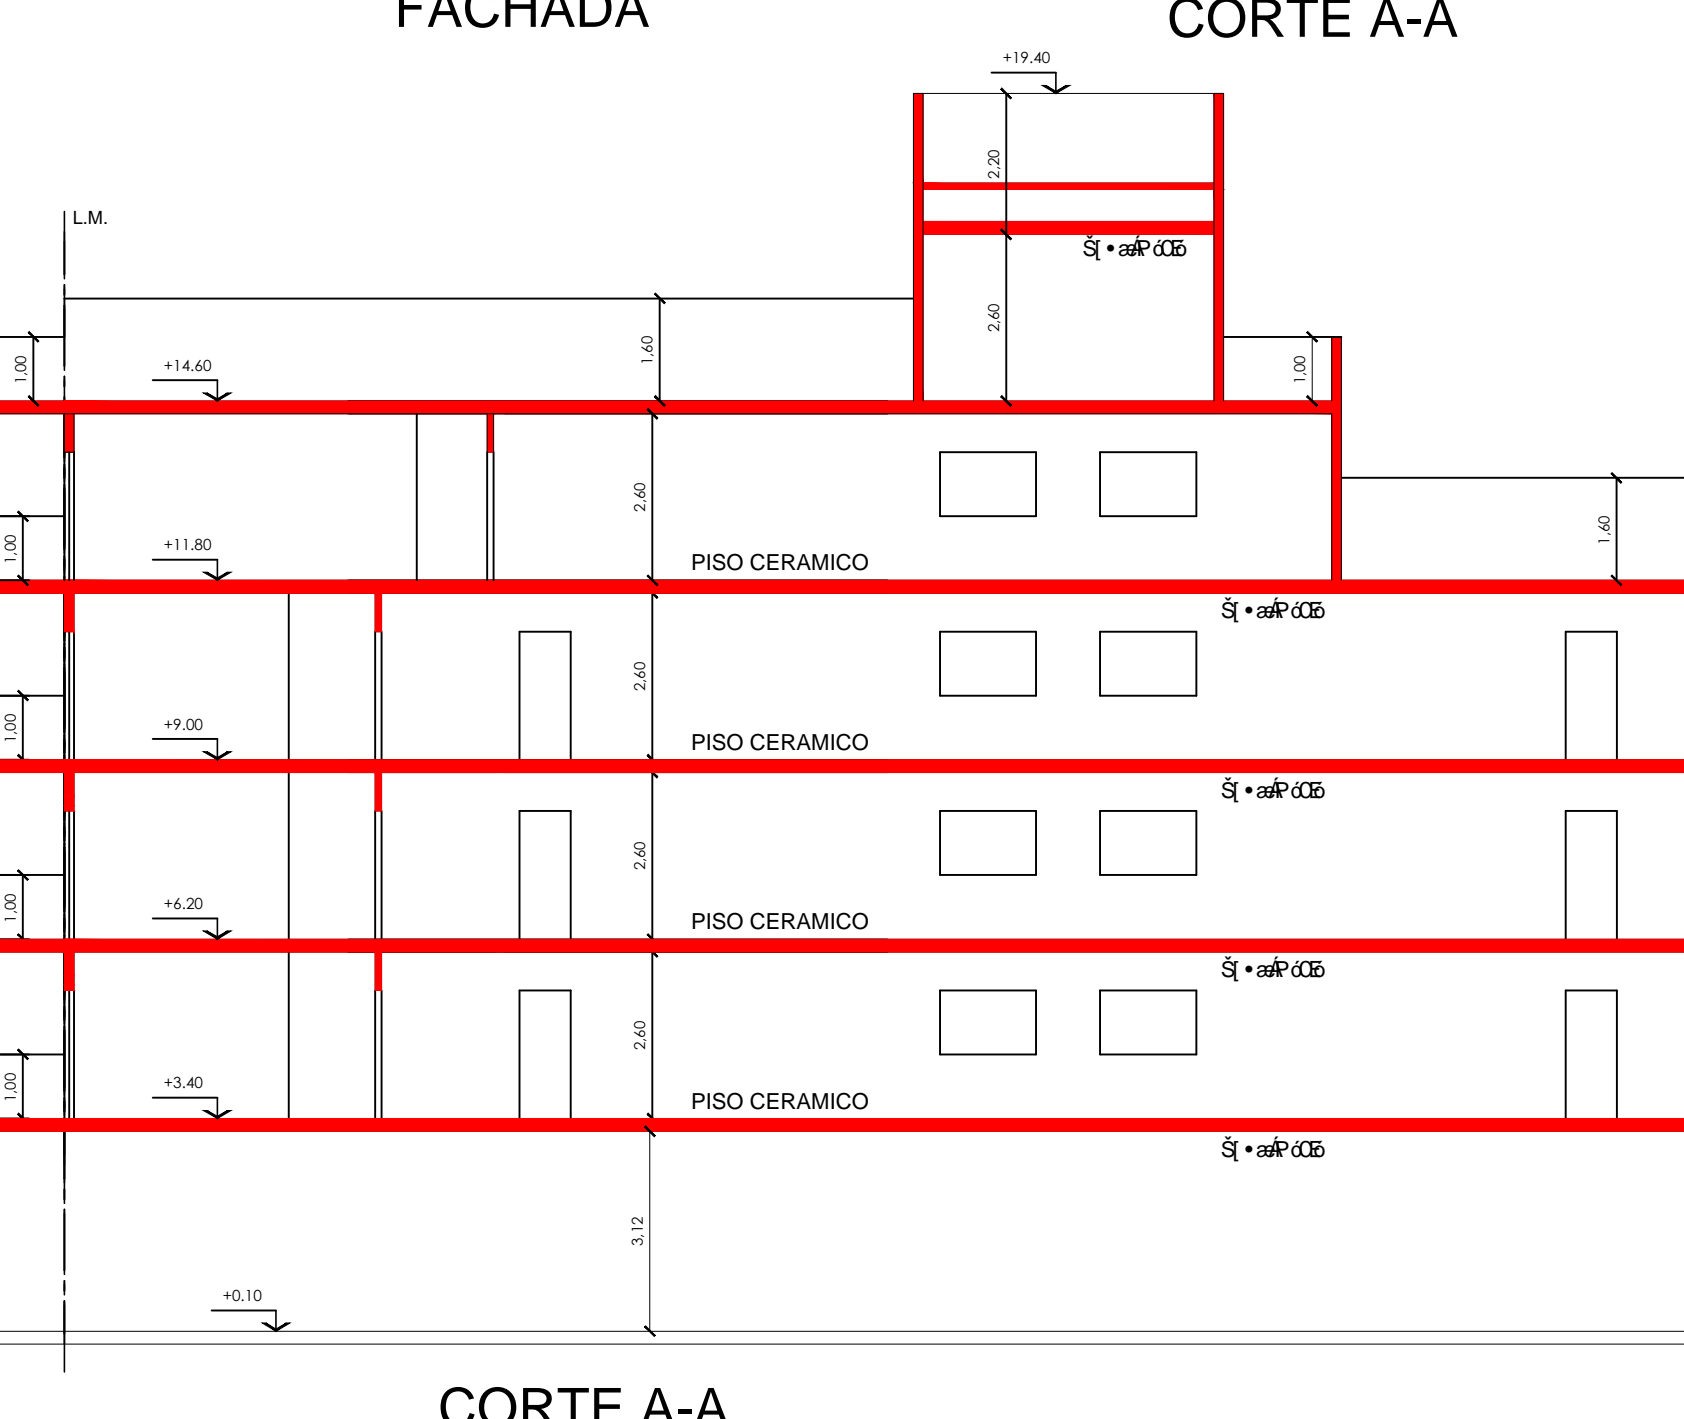 FACHADA
CORTE A-A
+19.40
2,20
L.M.
2,60
1,60
1,00
1,00
+14.60
2,60
1,60
1,00
+11.80
PISO CERAMICO
2,60
1,00
+9.00
PISO CERAMICO
2,60
1,00
+6.20
PISO CERAMICO
2,60
1,00
+3.40
PISO CERAMICO
3,12
+0.10
CORTE A-A